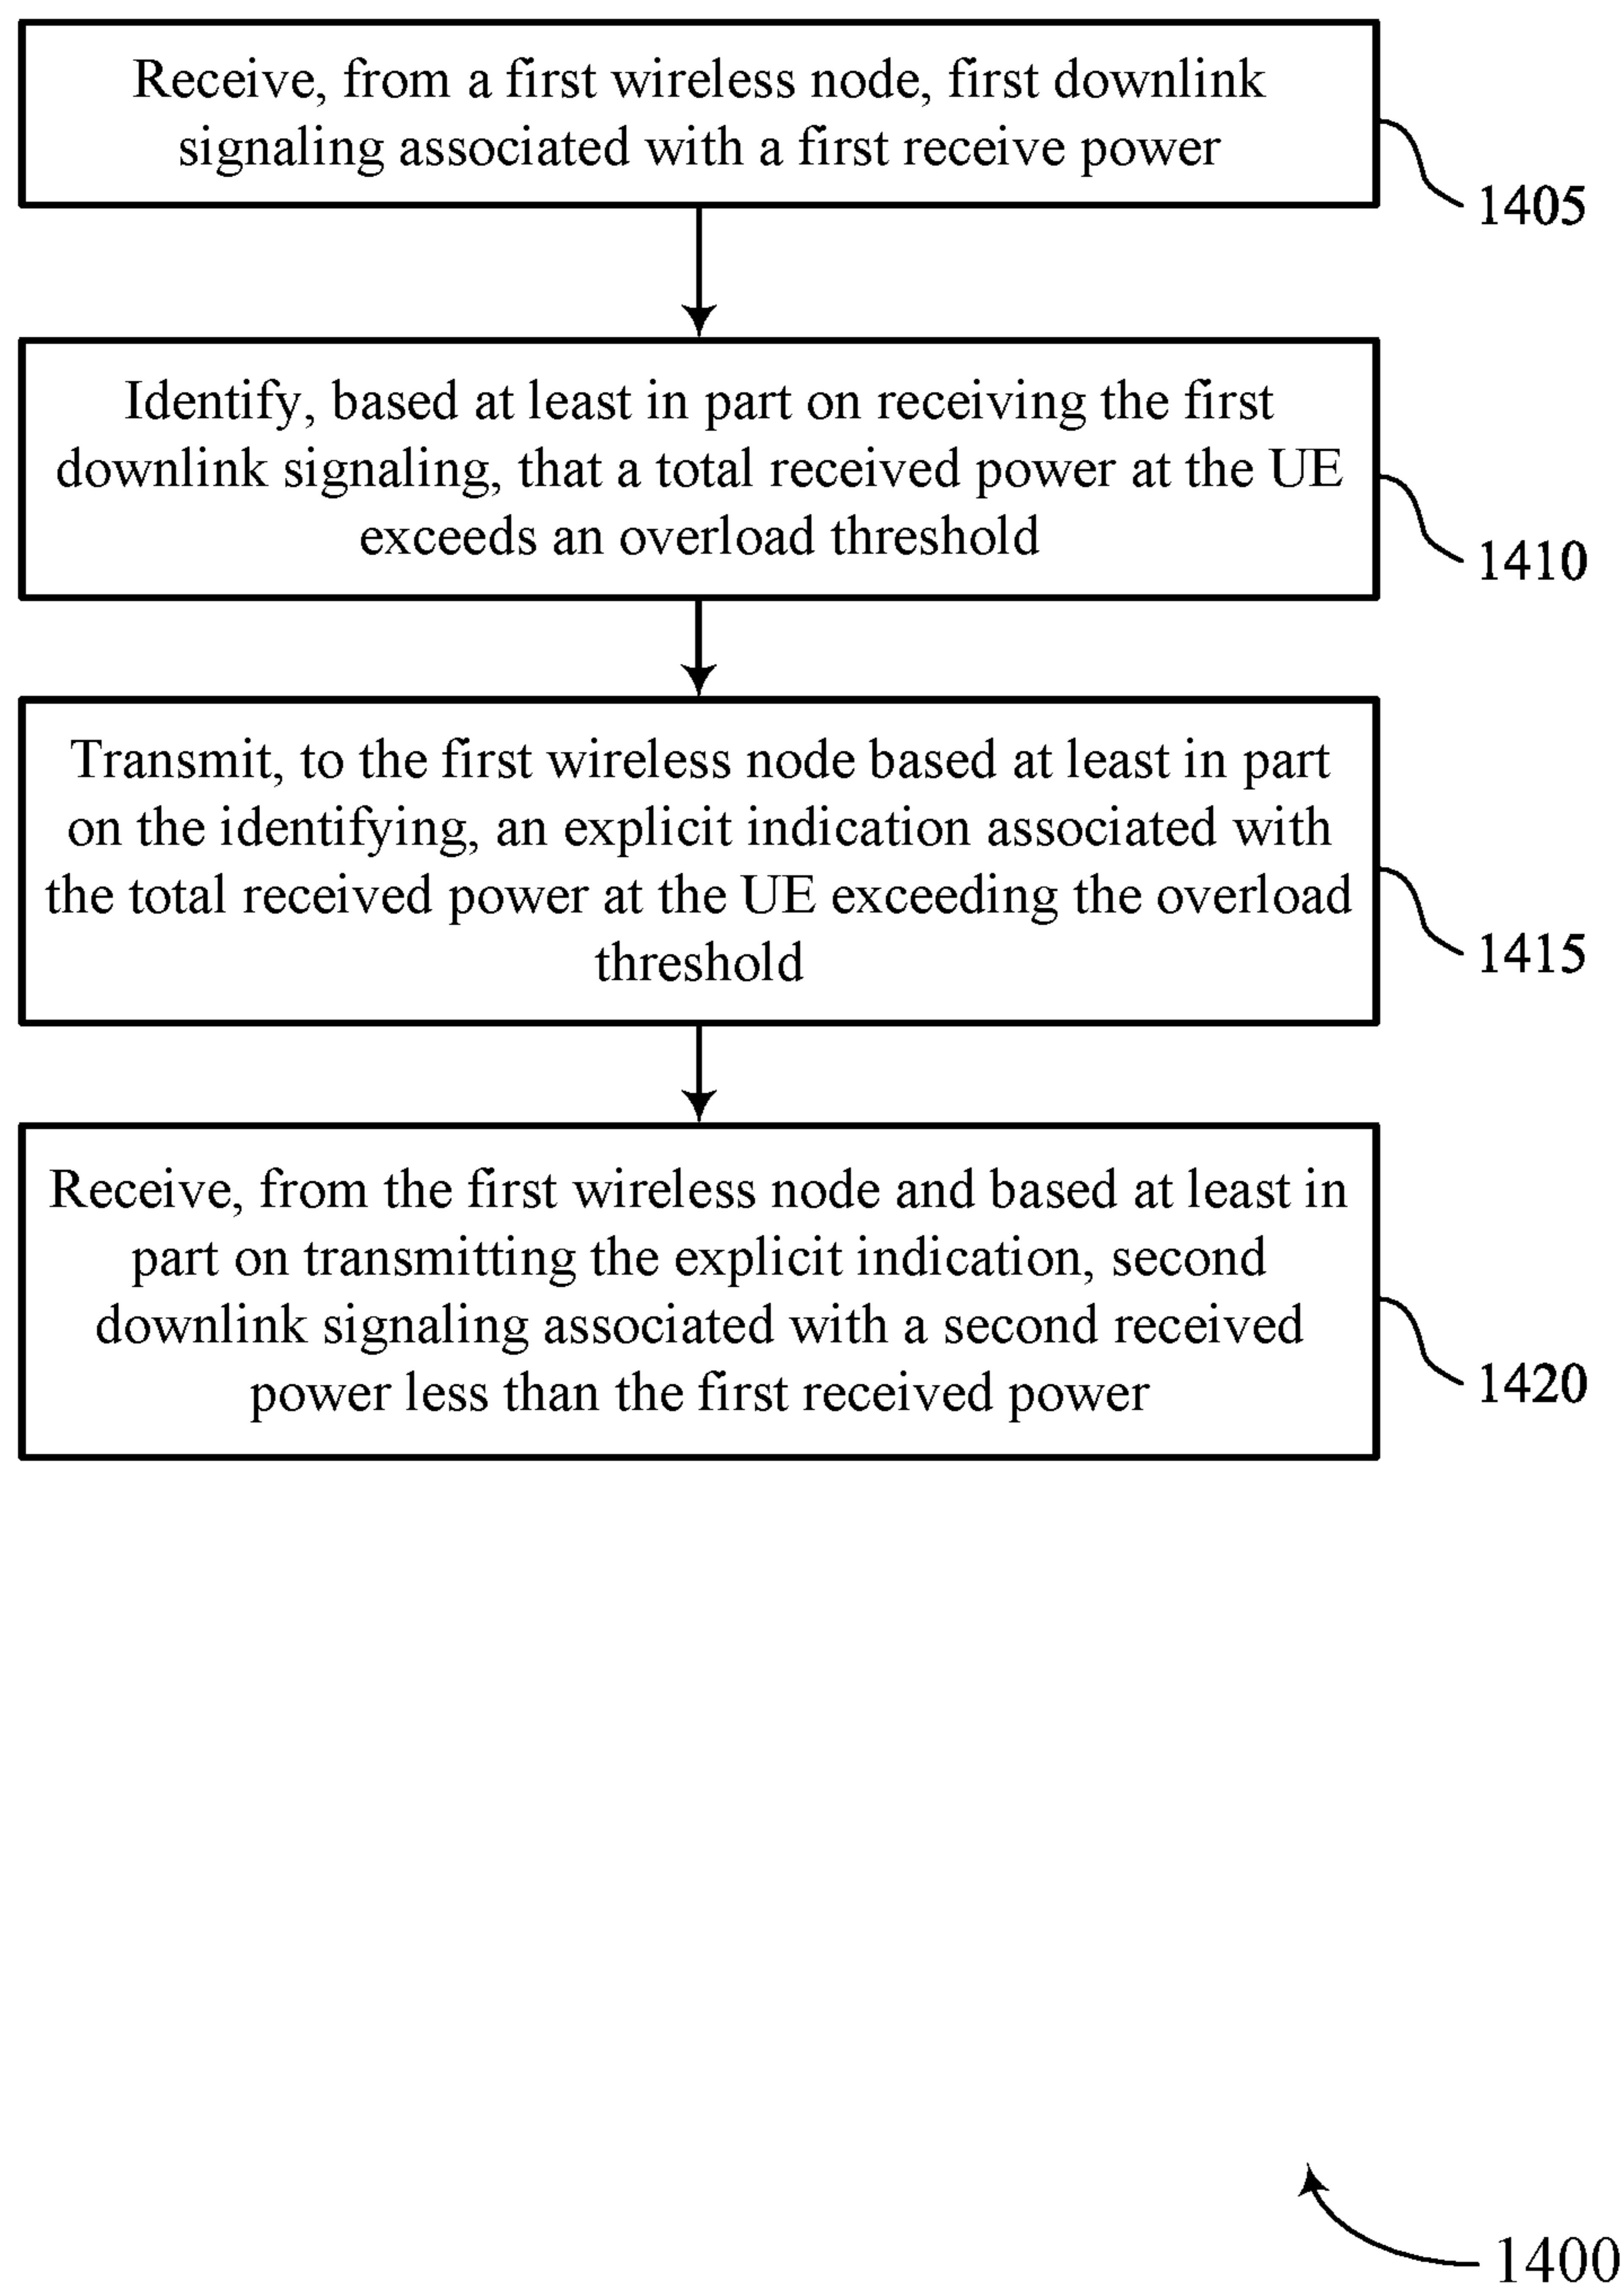 Receive, from a first wireless node, first downlink
signaling associated with a first receive power
1405
Identify, based at least in part on receiving the first
downlink signaling, that a total received power at the UE
exceeds an overload threshold
1410
Transmit, to the first wireless node based at least in part
on the identifying, an explicit indication associated with
the total received power at the UE exceeding the overload
threshold
1415
Receive, from the first wireless node and based at least in
part on transmitting the explicit indication, second
downlink signaling associated with a second received
power less than the first received power
1420
1400